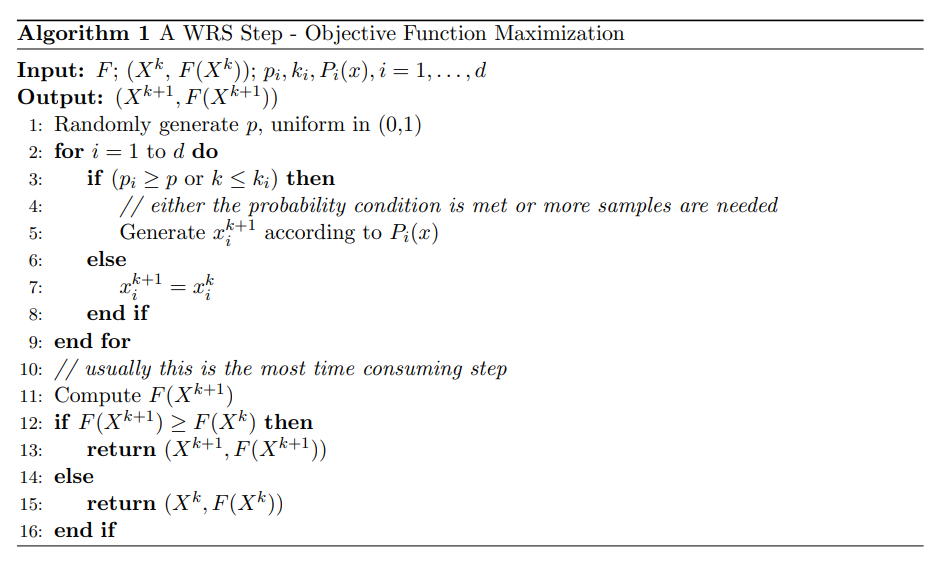 Algorithm 1 A WRS Step - Objective Function Maximization
Input: F; (X^k, F(X^k)); p_i, k_i, P_i(x), i = 1, . . . , d
Output: (X^{k+1}, F(X^{k+1}))
1: Randomly generate p, uniform in (0,1)
2: for i = 1 to d do
3: if (p_i ≥ p or k ≤ k_i) then
4: // either the probability condition is met or more samples are needed
5: Generate x_i^{k+1} according to P_i(x)
6: else
7: x_i^{k+1} = x_i^k
8: end if
9: end for
10: // usually this is the most time consuming step
11: Compute F(X^{k+1})
12: if F(X^{k+1}) ≥ F(X^k) then
13: return (X^{k+1}, F(X^{k+1}))
14: else
15: return (X^k, F(X^k))
16: end if